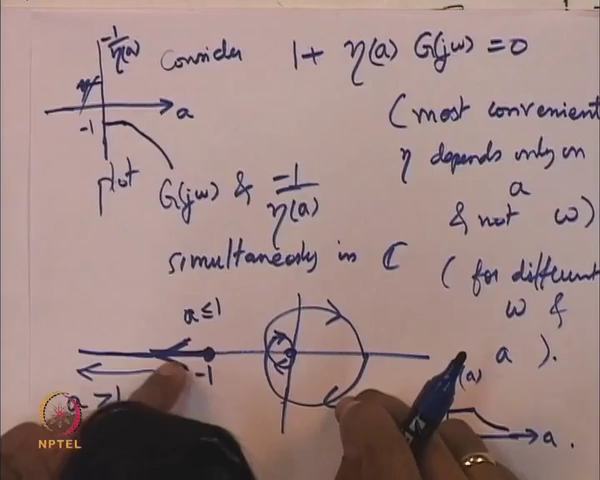 -1/η(a)
consider 1 + η(a) G(jω) = 0
a
-1
(most convenient
η depends only on
a
& not ω)
plot G(jω) & -1/η(a)
simultaneously in ℂ (for different
ω &
a).
a ≤ 1
-1
a > 1
(a)
a.
NPTEL